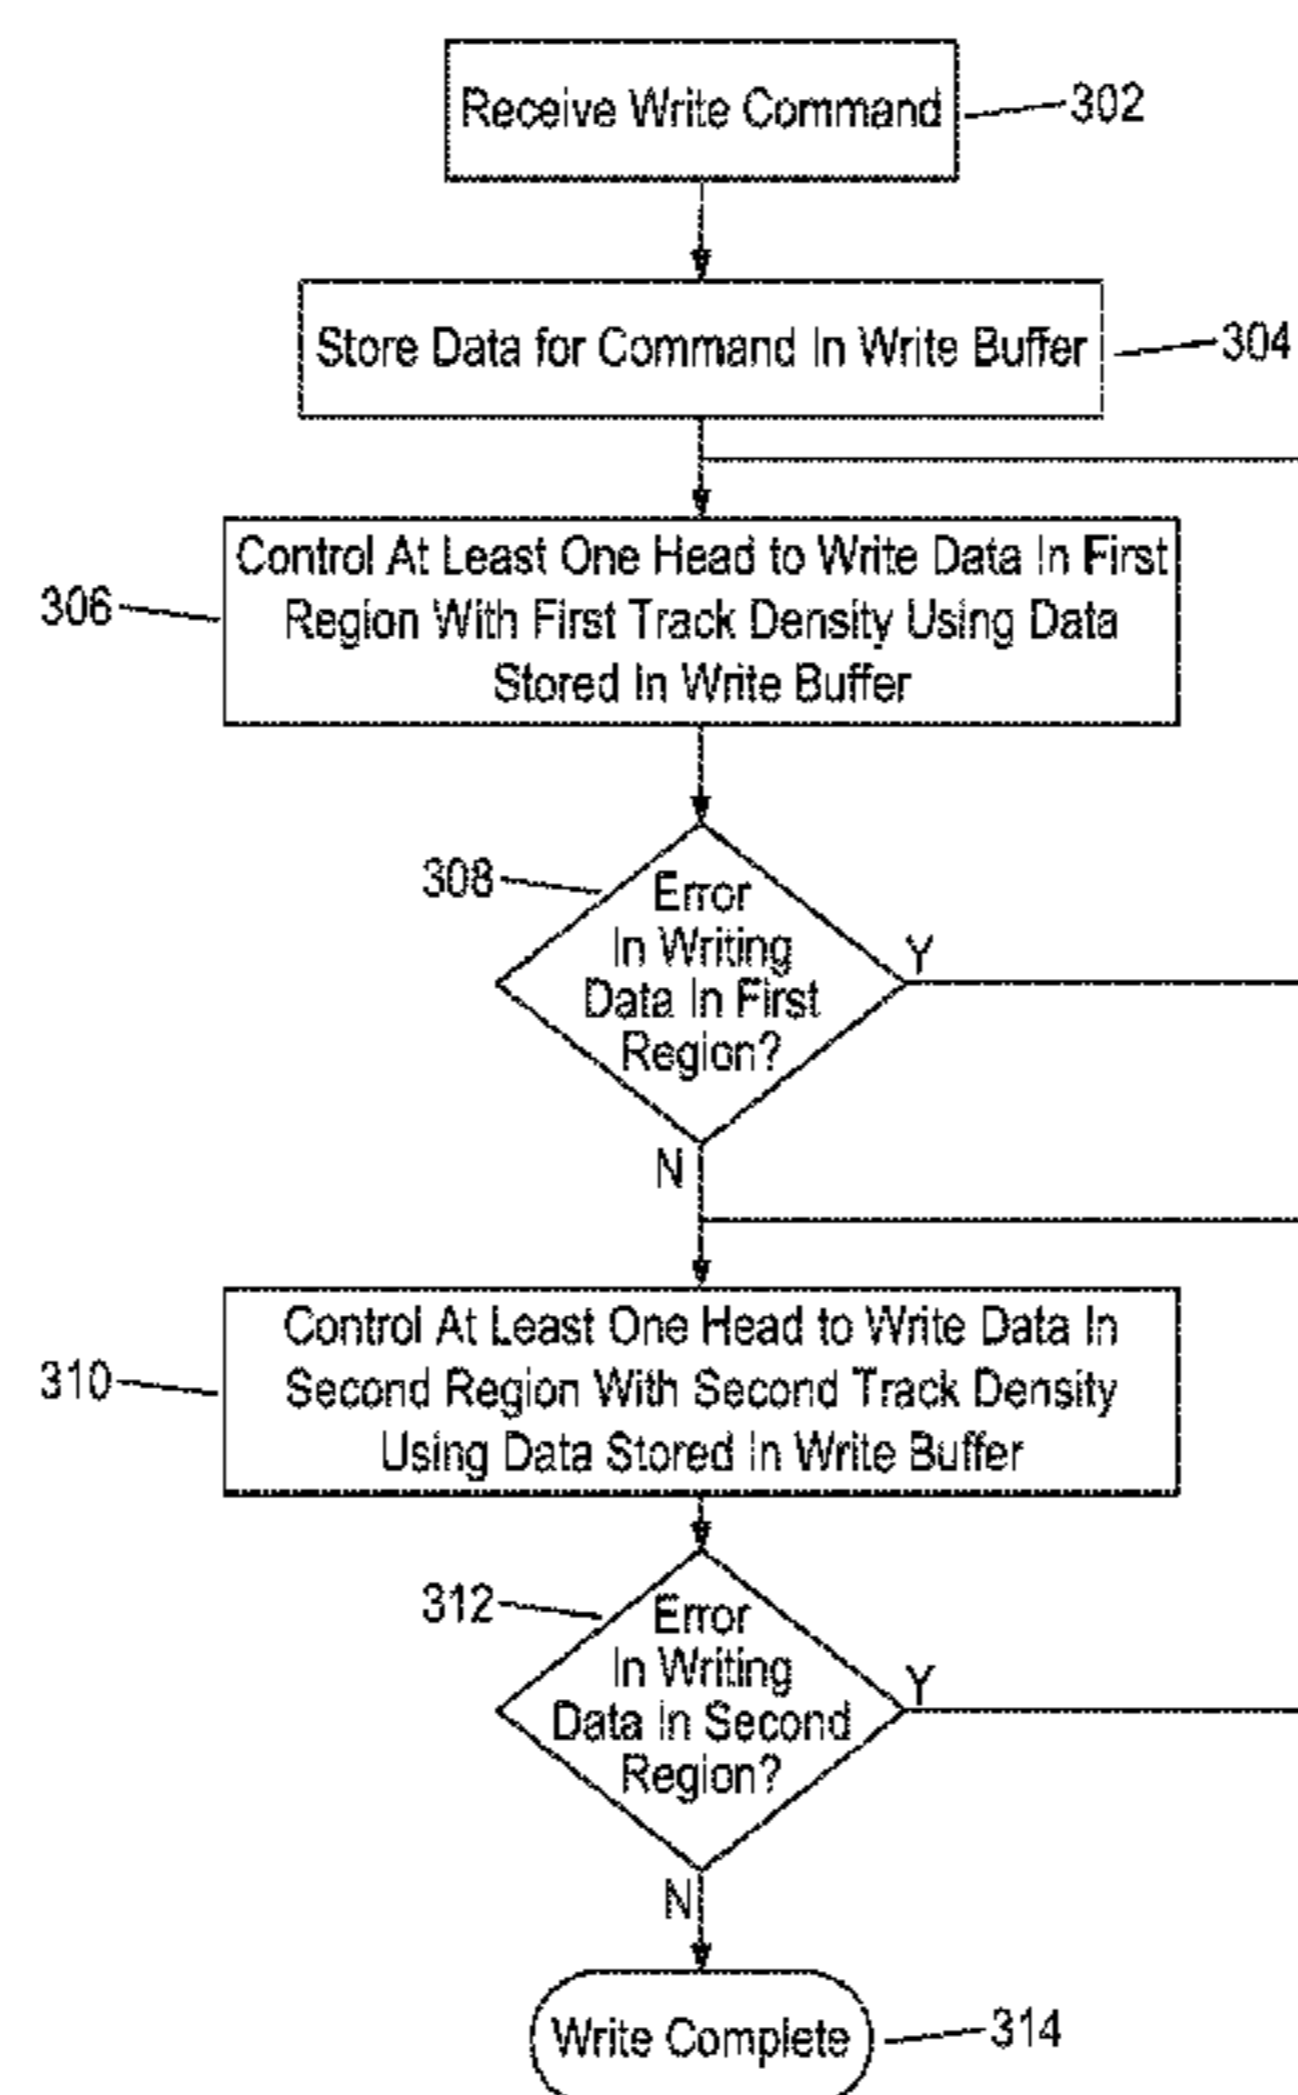 Receive Write Command
302
Store Data for Command In Write Buffer
304
Control At Least One Head to Write Data In First
Region With First Track Density Using Data
Stored In Write Buffer
306
308
Error
In Writing
Data In First
Region?
Y
N
Control At Least One Head to Write Data In
Second Region With Second Track Density
Using Data Stored In Write Buffer
310
312
Error
In Writing
Data In Second
Region?
Y
N
Write Complete
314